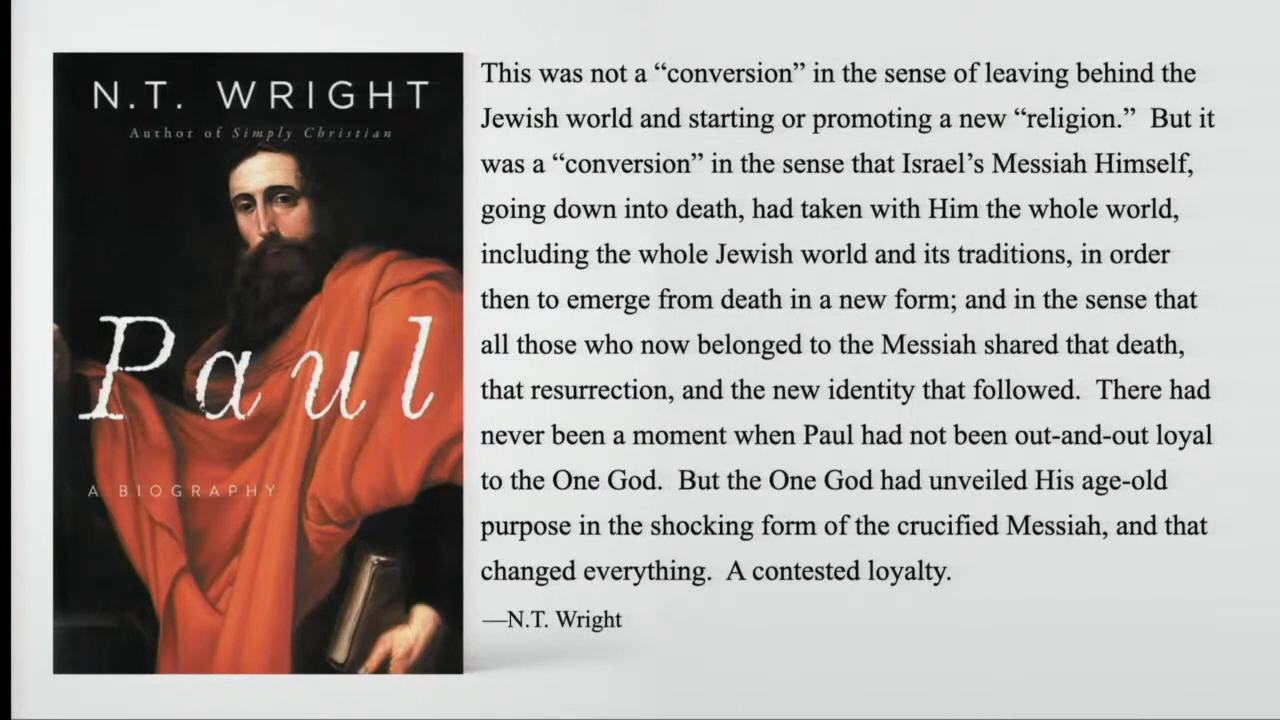 N.T. WRIGHT
Author of Simply Christian
Paul
A BIOGRAPHY
This was not a “conversion” in the sense of leaving behind the
Jewish world and starting or promoting a new “religion.”  But it
was a “conversion” in the sense that Israel’s Messiah Himself,
going down into death, had taken with Him the whole world,
including the whole Jewish world and its traditions, in order
then to emerge from death in a new form; and in the sense that
all those who now belonged to the Messiah shared that death,
that resurrection, and the new identity that followed.  There had
never been a moment when Paul had not been out-and-out loyal
to the One God.  But the One God had unveiled His age-old
purpose in the shocking form of the crucified Messiah, and that
changed everything.  A contested loyalty.
—N.T. Wright